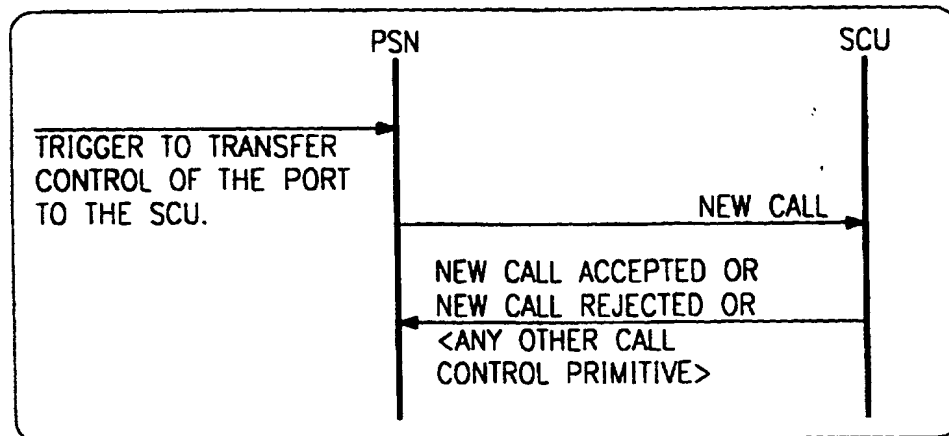 PSN
SCU
TRIGGER TO TRANSFER
CONTROL OF THE PORT
TO THE SCU.
NEW CALL
NEW CALL ACCEPTED OR
NEW CALL REJECTED OR
<ANY OTHER CALL
CONTROL PRIMITIVE>